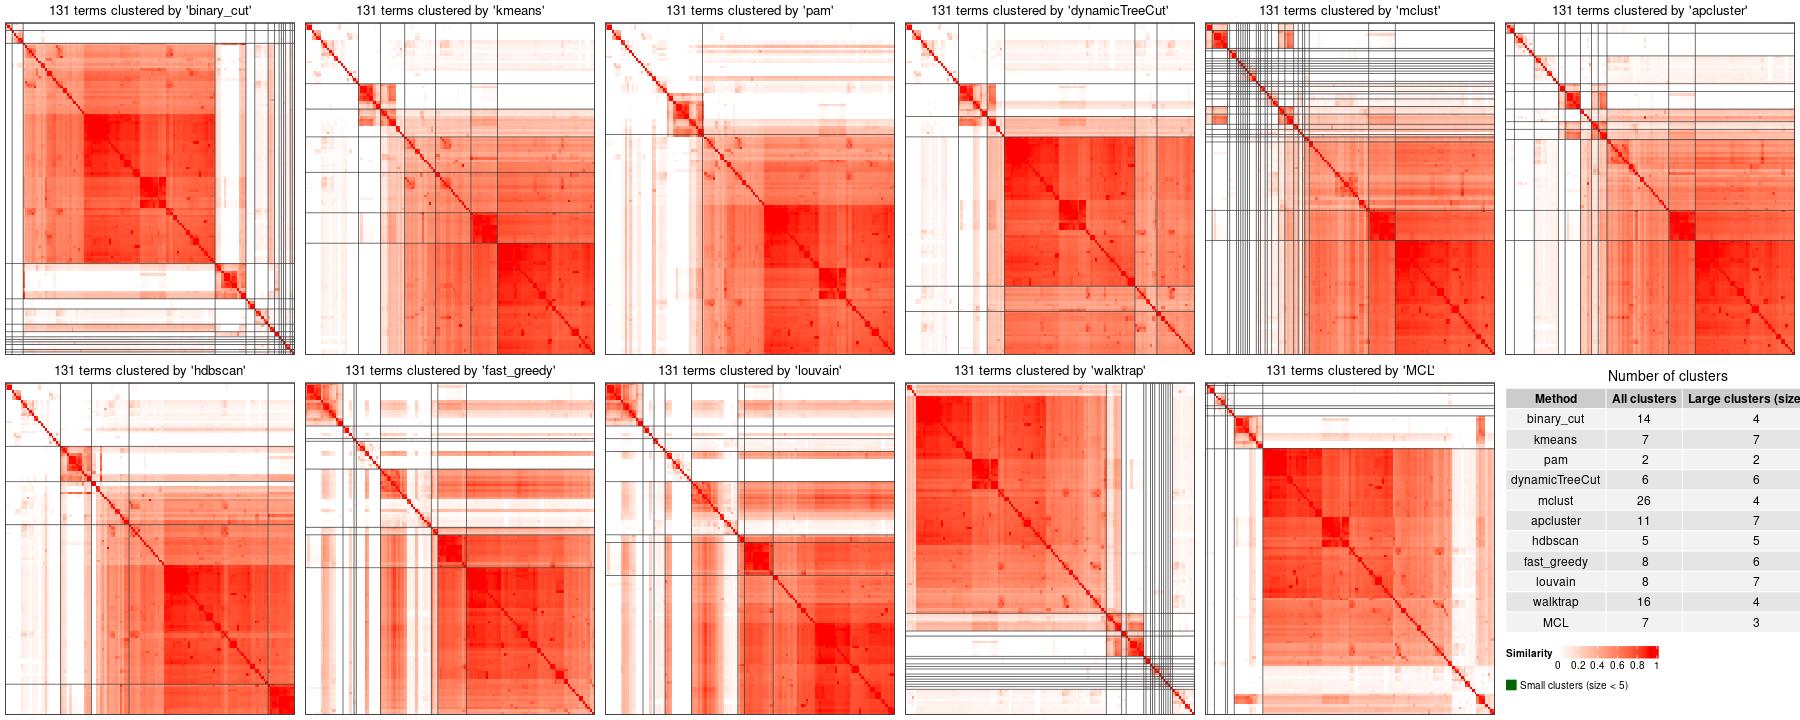 131 terms clustered by 'binary_cut'
131 terms clustered by 'kmeans'
131 terms clustered by 'pam'
131 terms clustered by 'dynamicTreeCut'
131 terms clustered by 'mclust'
131 terms clustered by 'apcluster'
131 terms clustered by 'hdbscan'
131 terms clustered by 'fast_greedy'
131 terms clustered by 'louvain'
131 terms clustered by 'walktrap'
131 terms clustered by 'MCL'
Number of clusters
Method All clusters Large clusters (size
binary_cut 14 4
kmeans 7 7
pam 2 2
dynamicTreeCut 6 6
mclust 26 4
apcluster 11 7
hdbscan 5 5
fast_greedy 8 6
louvain 8 7
walktrap 16 4
MCL 7 3
Similarity
0 0.2 0.4 0.6 0.8 1
Small clusters (size < 5)